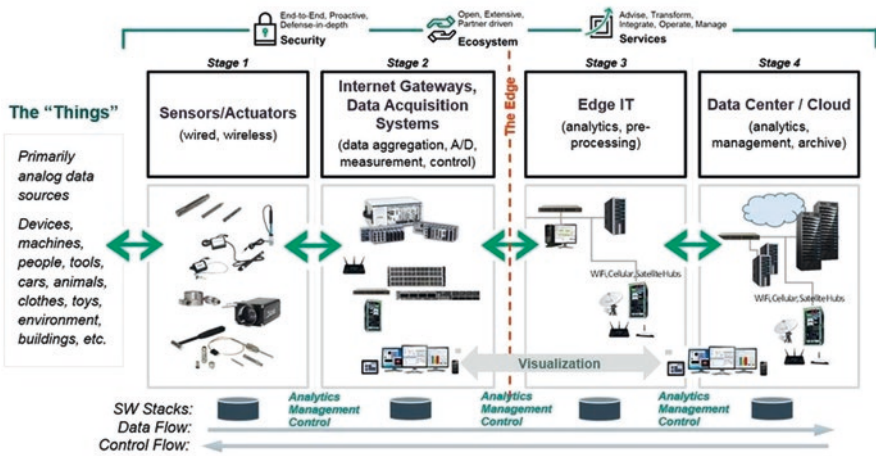 End-to-End, Proactive,
Defense-in-depth
Security
Open, Extensive,
Partner driven
Ecosystem
Advise, Transform,
Integrate, Operate, Manage
Services
Stage 1
Stage 2
Stage 3
Stage 4
The "Things"
Primarily
analog data
sources
Devices,
machines,
people, tools,
cars, animals,
clothes, toys,
environment,
buildings, etc.
Sensors/Actuators
(wired, wireless)
Internet Gateways,
Data Acquisition
Systems
(data aggregation, A/D,
measurement, control)
The Edge
Edge IT
(analytics, pre-
processing)
Data Center / Cloud
(analytics,
management, archive)
WiFi, Cellular, Satellite Hubs
WiFi, Cellular, Satellite Hubs
Visualization
SW Stacks:
Analytics
Management
Control
Analytics
Management
Control
Analytics
Management
Control
Data Flow:
Control Flow: